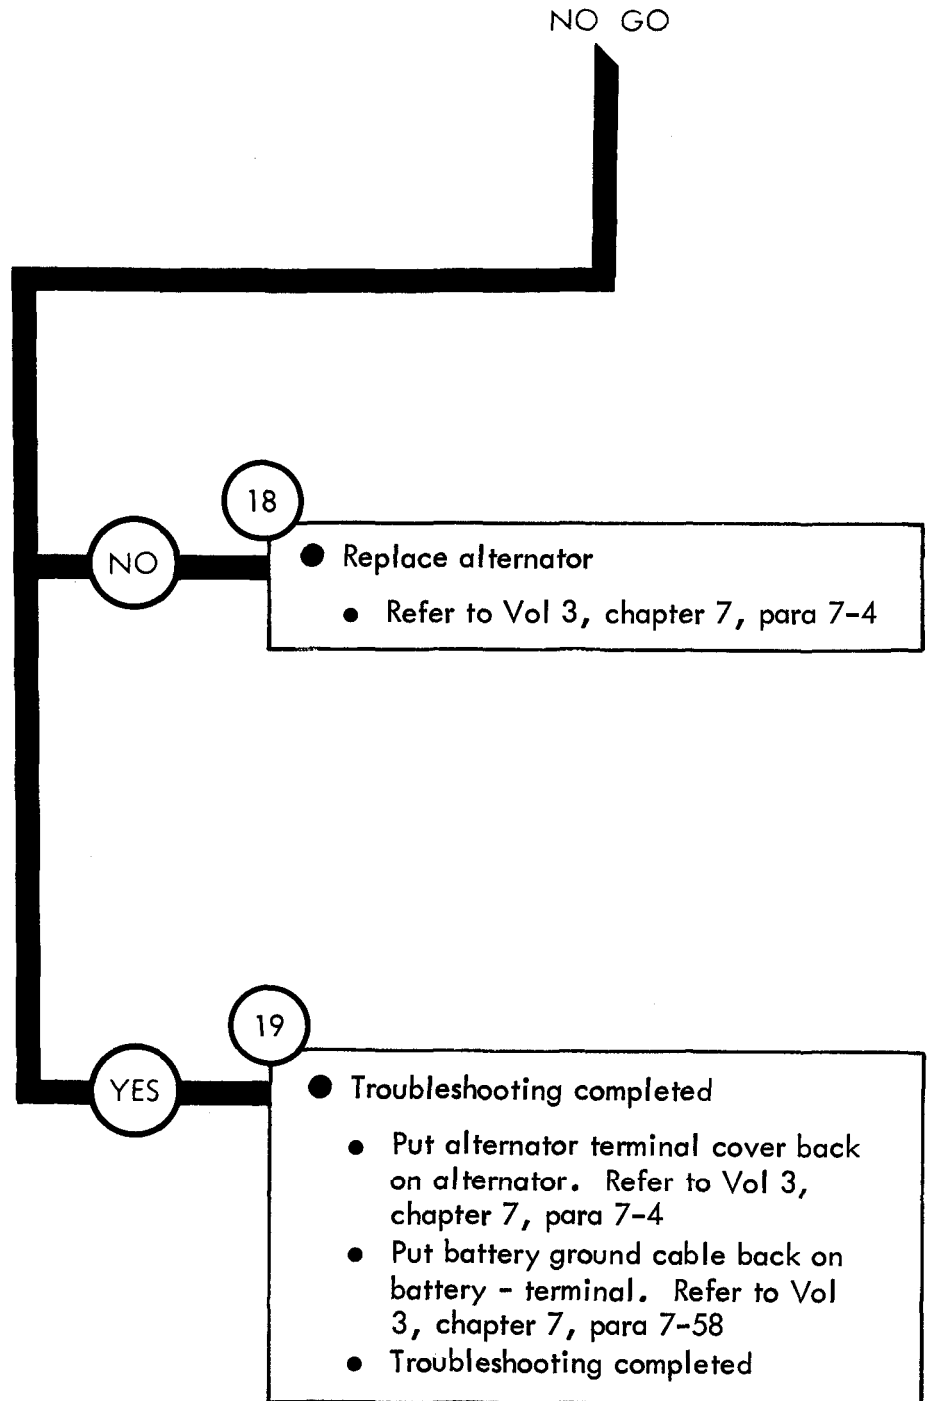 NO GO
18
NO
● Replace alternator
● Refer to Vol 3, chapter 7, para 7-4
19
YES
● Troubleshooting completed
● Put alternator terminal cover back
on alternator. Refer to Vol 3,
chapter 7, para 7-4
● Put battery ground cable back on
battery - terminal. Refer to Vol
3, chapter 7, para 7-58
● Troubleshooting completed